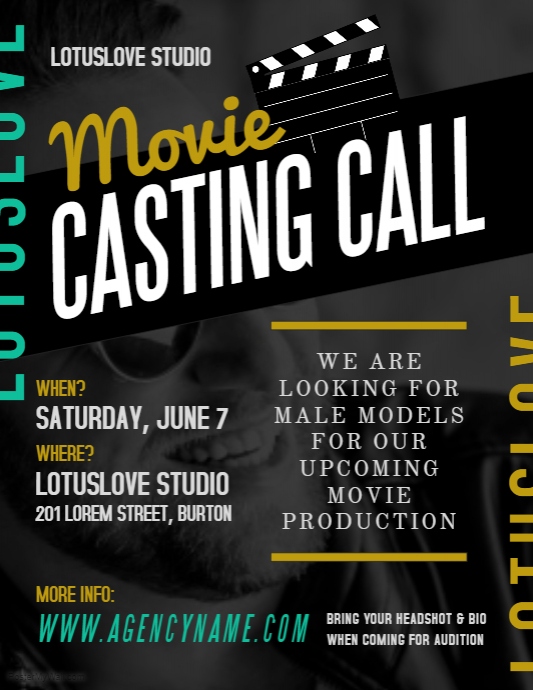 LOTUSLOVE STUDIO
Movie
CASTING CALL
LOTUSLOVE
WHEN?
SATURDAY, JUNE 7
WHERE?
LOTUSLOVE STUDIO
201 LOREM STREET, BURTON
WE ARE
LOOKING FOR
MALE MODELS
FOR OUR
UPCOMING
MOVIE
PRODUCTION
MORE INFO:
WWW.AGENCYNAME.COM
BRING YOUR HEADSHOT & BIO
WHEN COMING FOR AUDITION
LOTUSLOVE